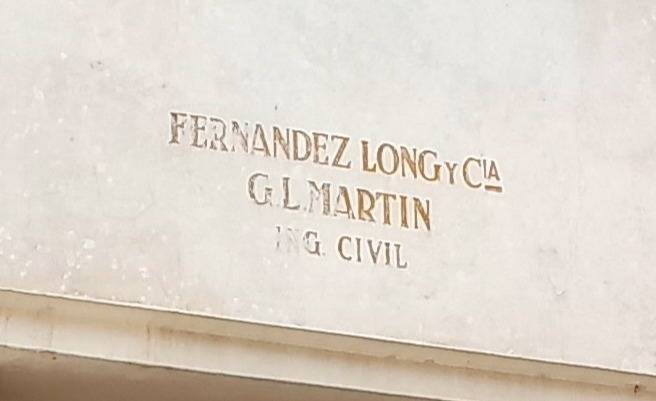 FERNANDEZ LONG Y CIA
G.L. MARTIN
ING. CIVIL